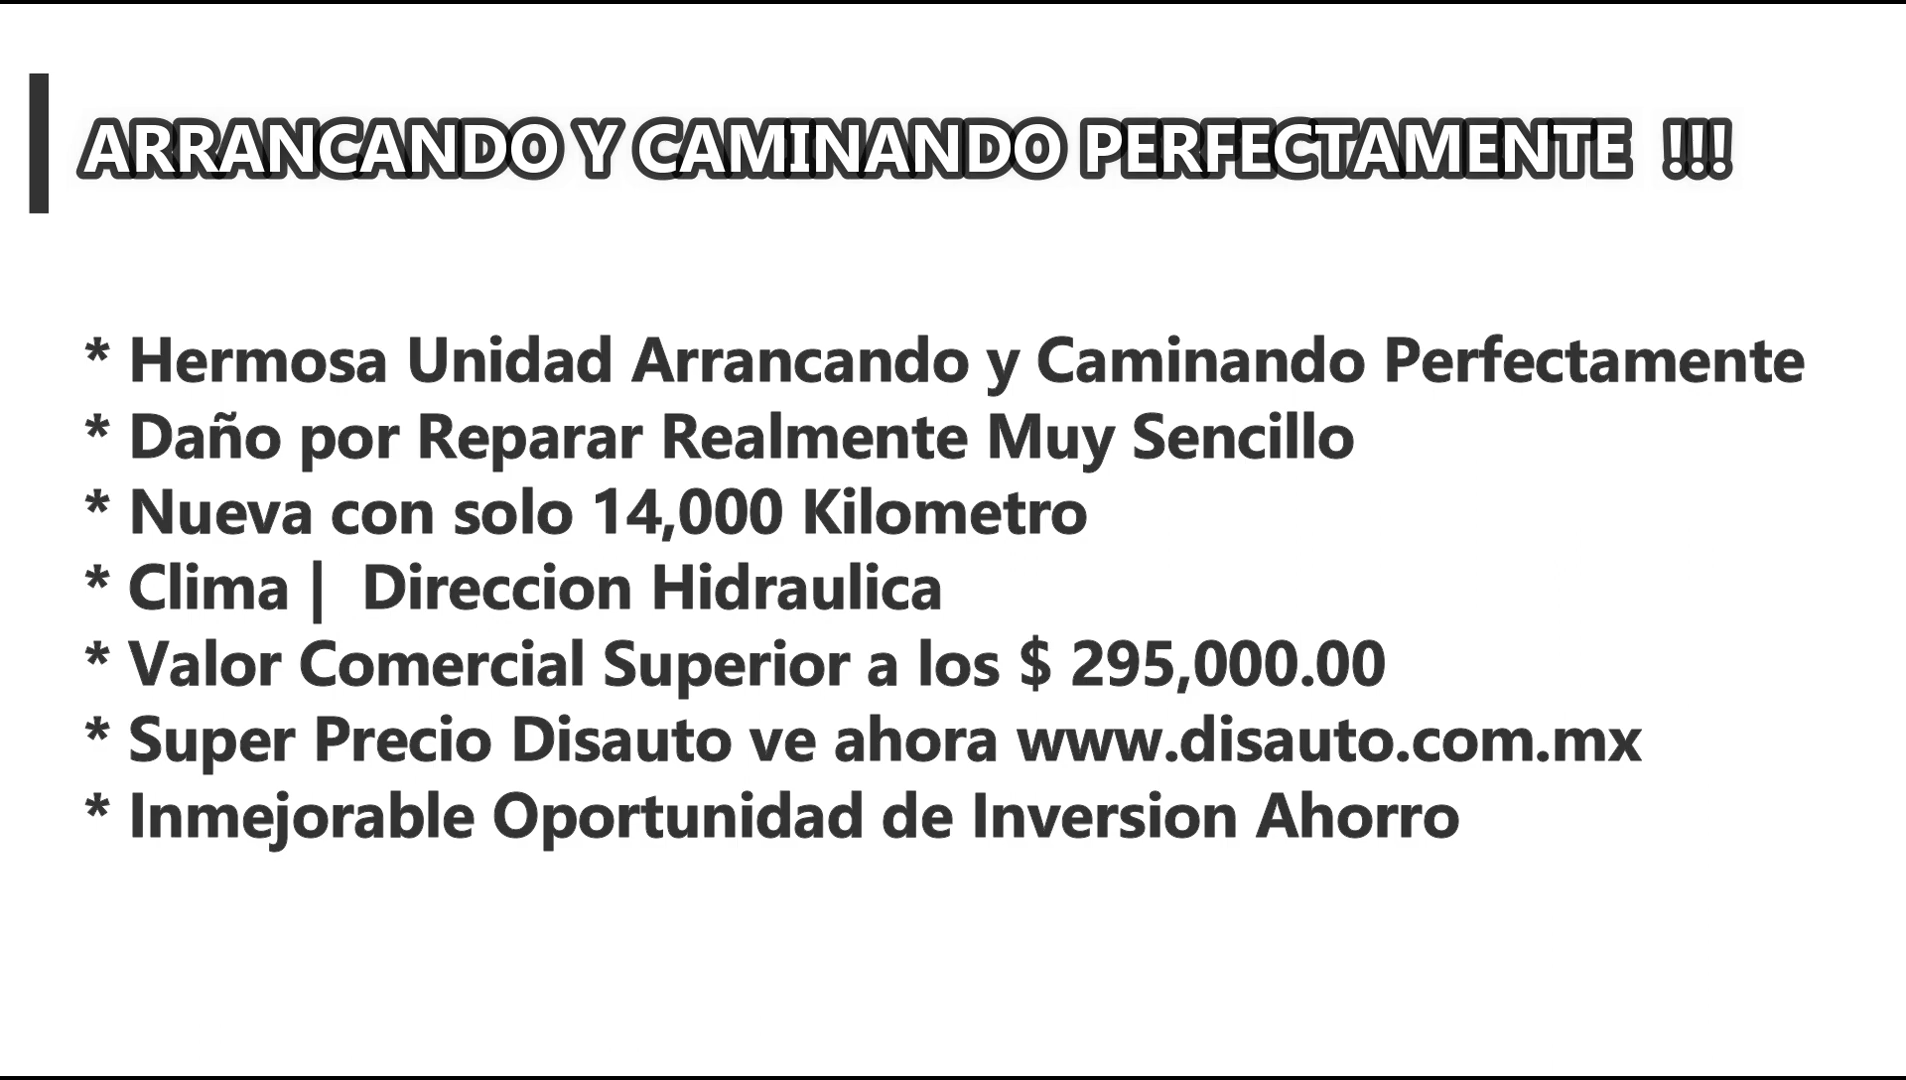 ARRANCANDO Y CAMINANDO PERFECTAMENTE !!!
* Hermosa Unidad Arrancando y Caminando Perfectamente
* Daño por Reparar Realmente Muy Sencillo
* Nueva con solo 14,000 Kilometro
* Clima | Direccion Hidraulica
* Valor Comercial Superior a los $ 295,000.00
* Super Precio Disauto ve ahora www.disauto.com.mx
* Inmejorable Oportunidad de Inversion Ahorro